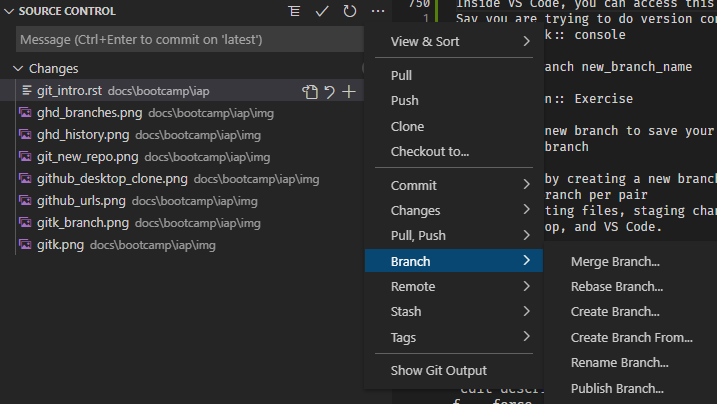 SOURCE CONTROL
Message (Ctrl+Enter to commit on 'latest')
Changes
git_intro.rst docs\bootcamp\iap
ghd_branches.png docs\bootcamp\iap\img
ghd_history.png docs\bootcamp\iap\img
git_new_repo.png docs\bootcamp\iap\img
github_desktop_clone.png docs\bootcamp\iap\img
github_urls.png docs\bootcamp\iap\img
gitk_branch.png docs\bootcamp\iap\img
gitk.png docs\bootcamp\iap\img
View & Sort
Pull
Push
Clone
Checkout to...
Commit
Changes
Pull, Push
Branch
Remote
Stash
Tags
Show Git Output
Merge Branch...
Rebase Branch...
Create Branch...
Create Branch From...
Rename Branch...
Publish Branch...
750 Inside VS Code, you can access this
1 Say you are trying to do version con
k:: console
anch new_branch_name
n:: Exercise
new branch to save your
branch
by creating a new branch
ranch per pair
ting files, staging chan
op, and VS Code.